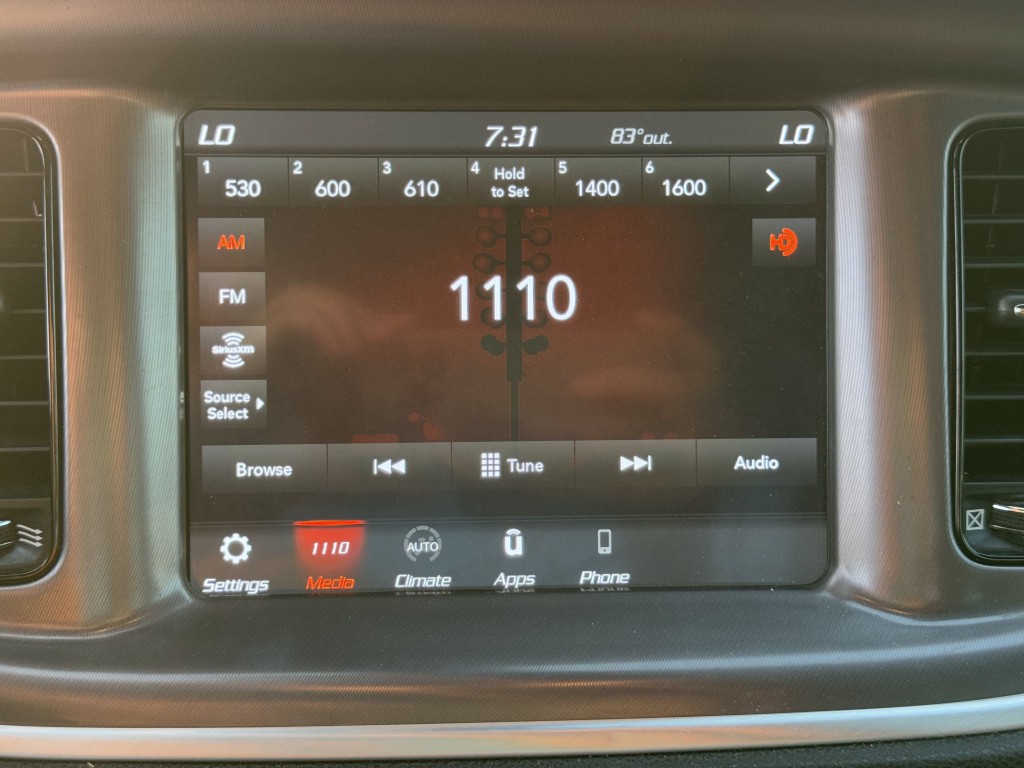 LO 7:31 83°out. LO
1 2 3 4 5 6
530 600 610 Hold to Set 1400 1600
AM
HD
1110
FM
SiriusXM
Source
Select
Browse Tune Audio
1110 AUTO u
Settings Media Climate Apps Phone